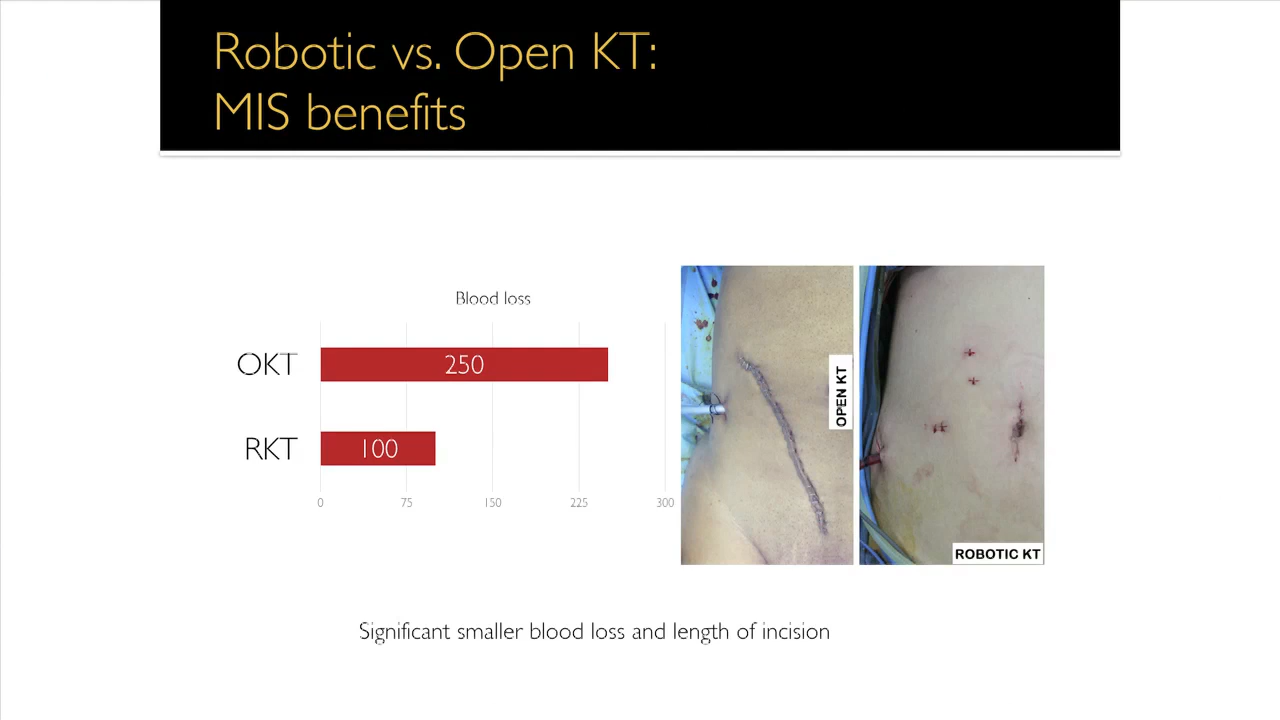 Robotic vs. Open KT:
MIS benefits
Blood loss
OKT
250
RKT
100
0 75 150 225 300
OPEN KT
ROBOTIC KT
Significant smaller blood loss and length of incision